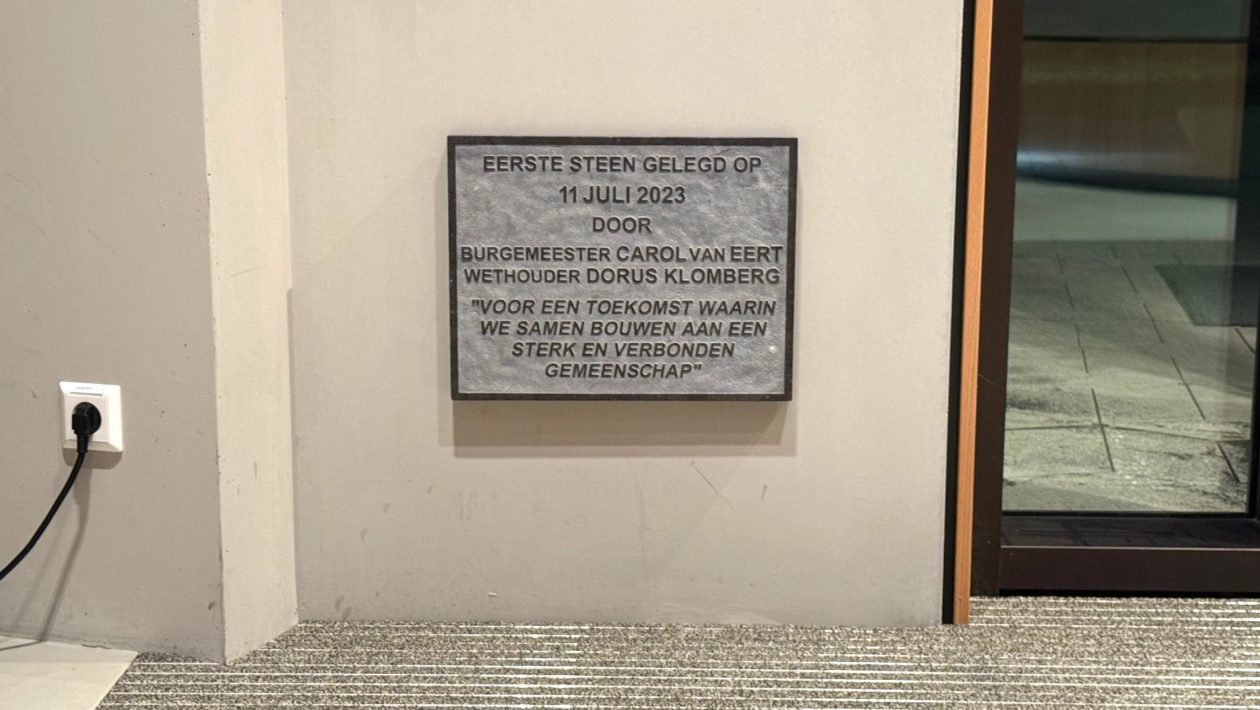 EERSTE STEEN GELEGD OP
11 JULI 2023
DOOR
BURGEMEESTER CAROL VAN EERT
WETHOUDER DORUS KLOMBERG
"VOOR EEN TOEKOMST WAARIN
WE SAMEN BOUWEN AAN EEN
STERK EN VERBONDEN
GEMEENSCHAP"